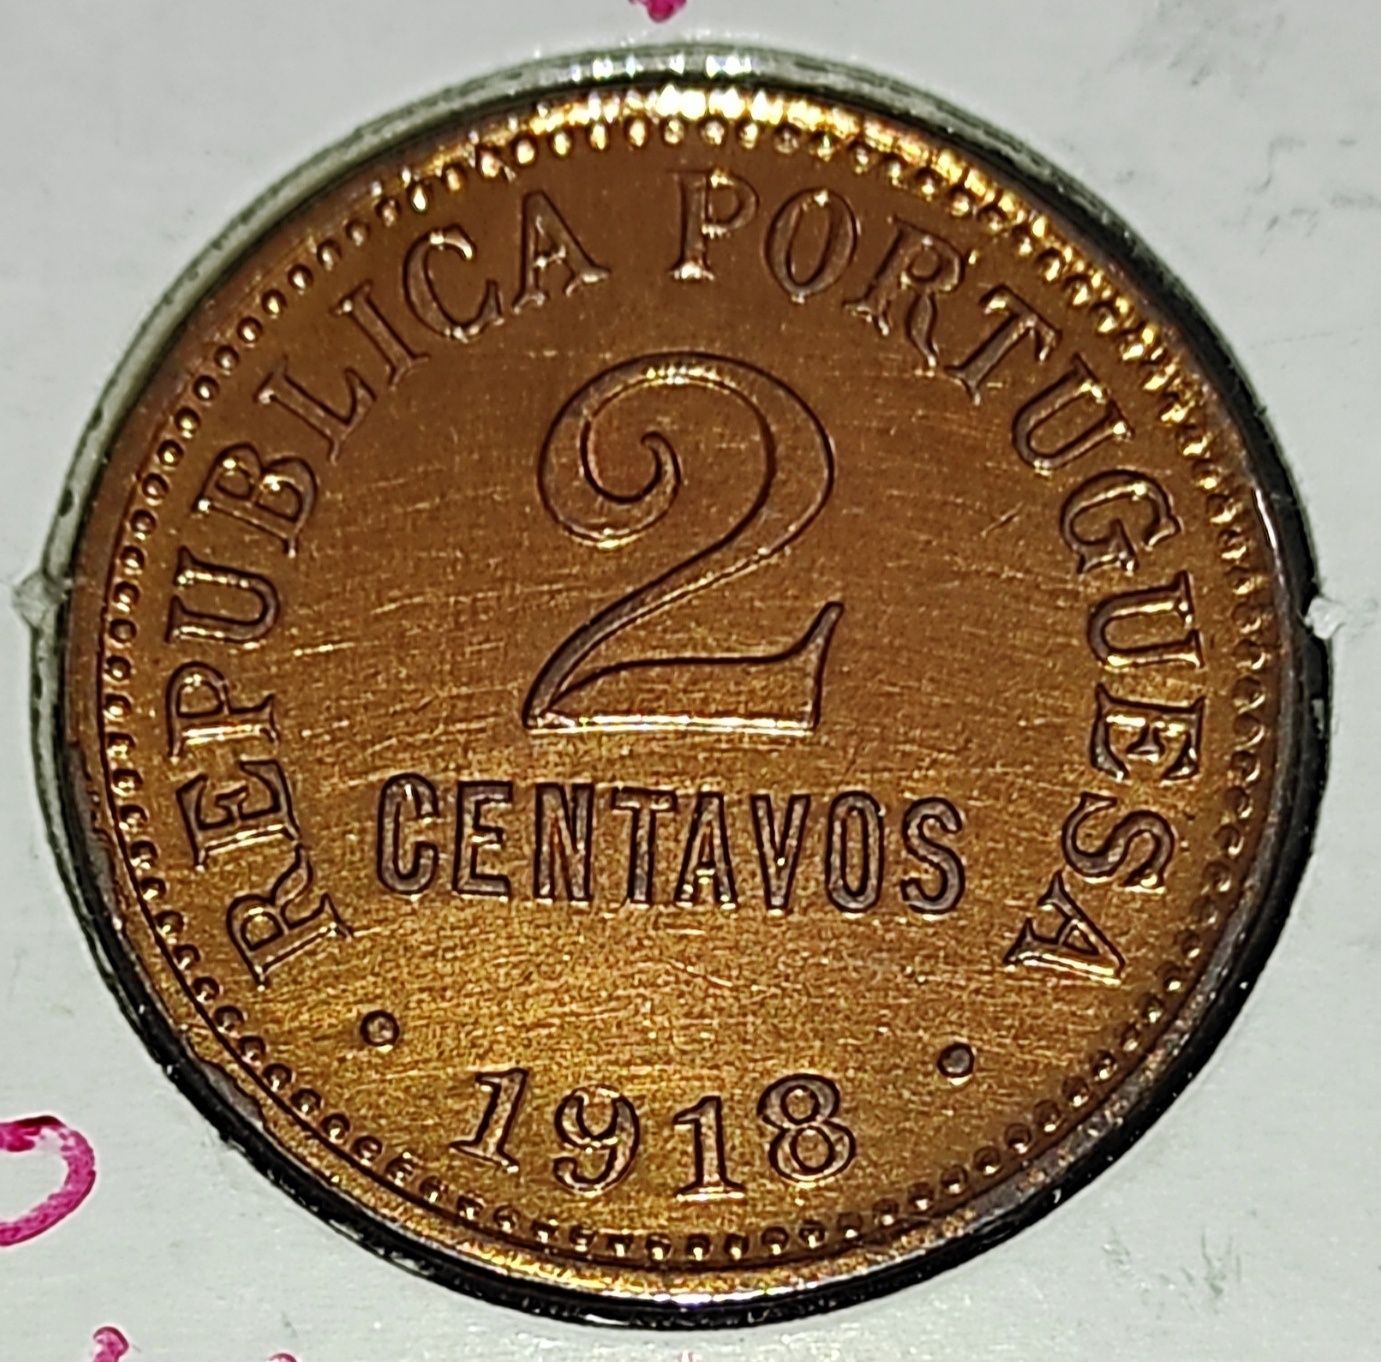 REPUBLICA PORTUGUESA
2
CENTAVOS
• 1918 •